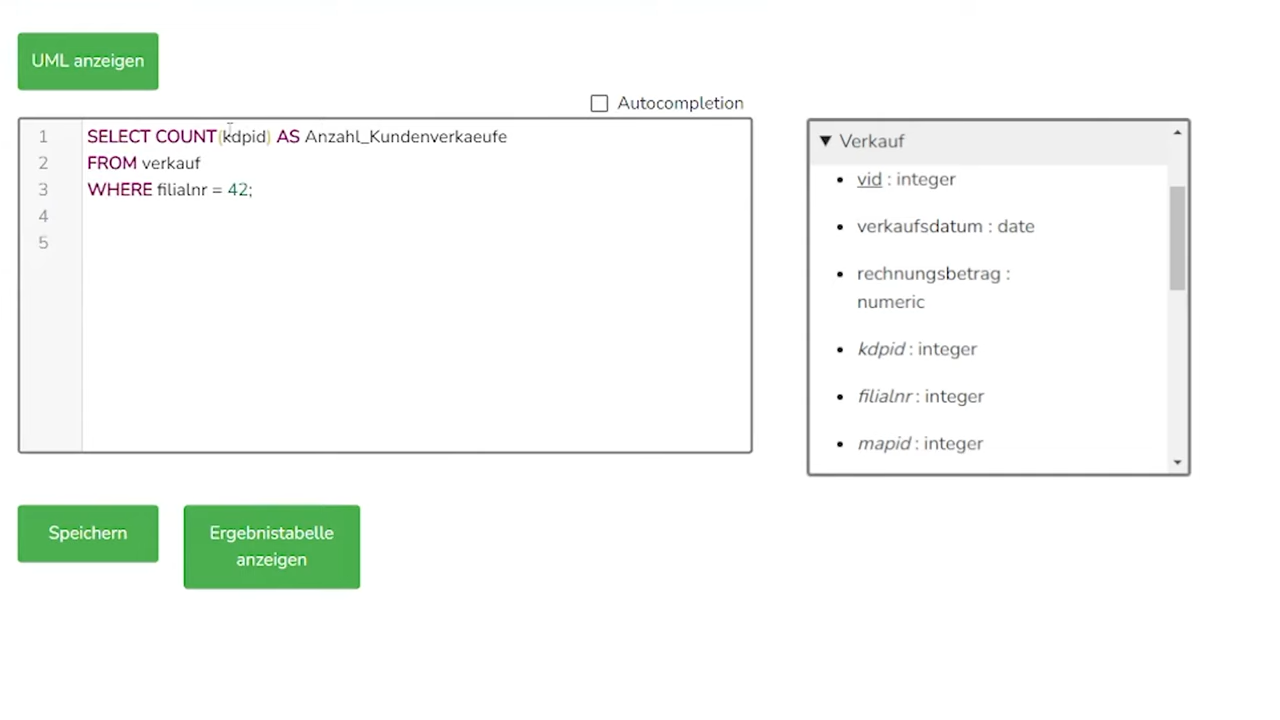 UML anzeigen
Autocompletion
1 SELECT COUNT(kdpid) AS Anzahl_Kundenverkaeufe
2 FROM verkauf
3 WHERE filialnr = 42;
4
5
▼ Verkauf
• vid : integer
• verkaufsdatum : date
• rechnungsbetrag :
numeric
• kdpid : integer
• filialnr : integer
• mapid : integer
Speichern
Ergebnistabelle
anzeigen